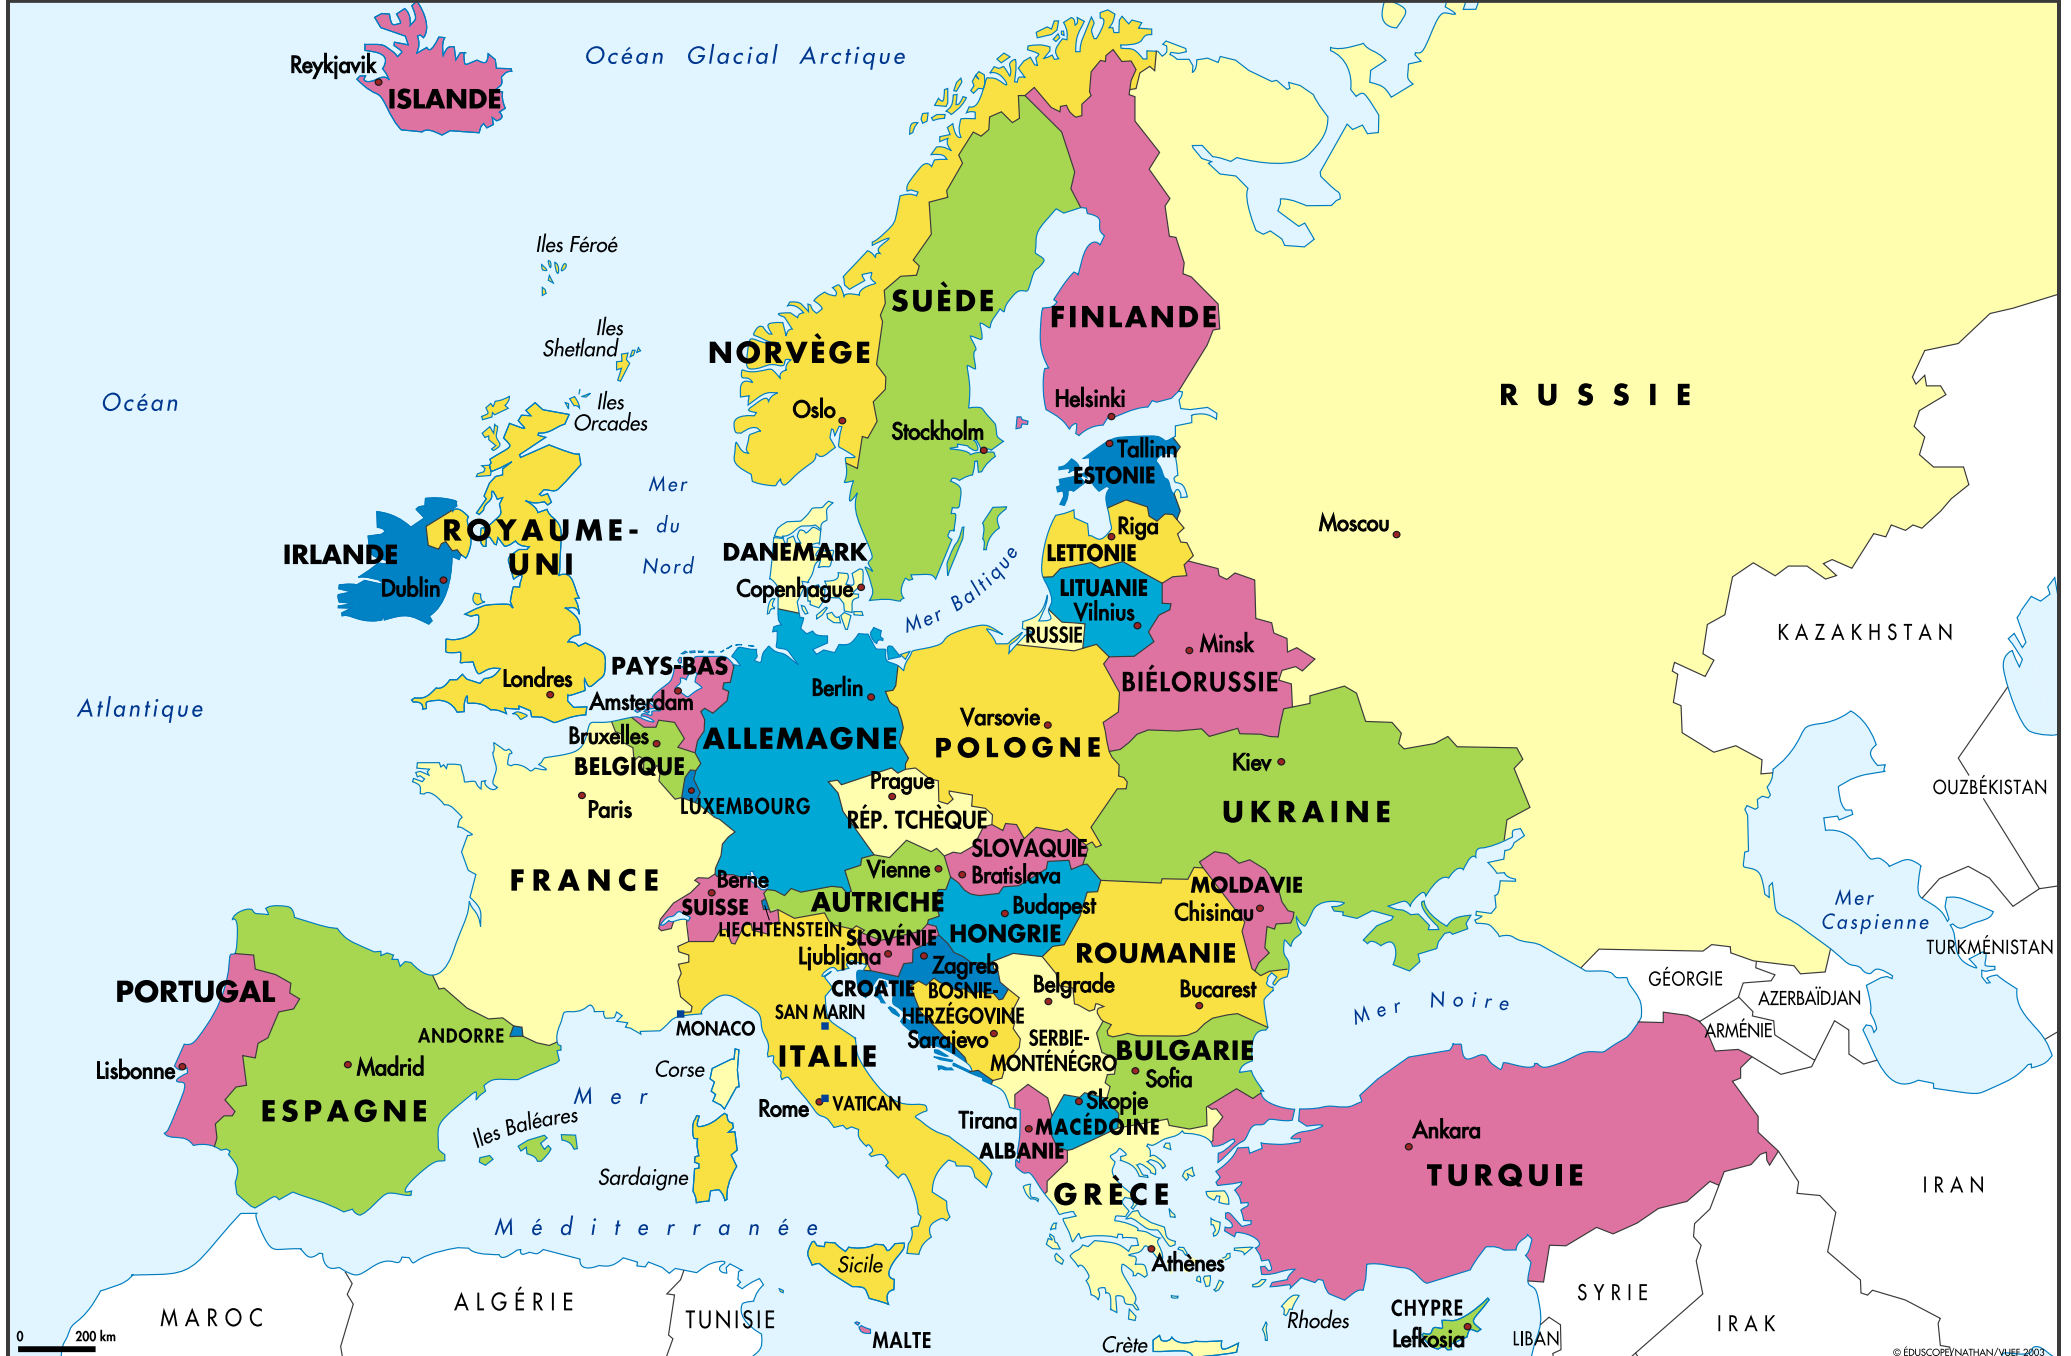 Océan Glacial Arctique
Reykjavik
ISLANDE
Iles Féroé
Iles
Shetland
Iles
Orcades
SUÈDE
FINLANDE
NORVÈGE
Oslo
Helsinki
Stockholm
RUSSIE
Océan
Atlantique
Mer
du
Nord
Tallinn
ESTONIE
Riga
LETTONIE
Moscou
ROYAUME-
UNI
IRLANDE
Dublin
DANEMARK
Copenhague
Mer Baltique
LITUANIE
Vilnius
RUSSIE
Minsk
BIÉLORUSSIE
KAZAKHSTAN
Londres
PAYS-BAS
Amsterdam
Berlin
ALLEMAGNE
Varsovie
POLOGNE
Bruxelles
BELGIQUE
LUXEMBOURG
Kiev
UKRAINE
OUZBÉKISTAN
Paris
FRANCE
Prague
RÉP. TCHÈQUE
SLOVAQUIE
Bratislava
Vienne
AUTRICHE
Berne
SUISSE
LIECHTENSTEIN
Budapest
HONGRIE
MOLDAVIE
Chisinau
Mer
Caspienne
TURKMÉNISTAN
SLOVÉNIE
Ljubljana
Zagreb
CROATIE
BOSNIE-
HERZÉGOVINE
Sarajevo
ROUMANIE
Bucarest
Belgrade
SERBIE-
MONTÉNÉGRO
GÉORGIE
AZERBAÏDJAN
ARMÉNIE
Mer Noire
PORTUGAL
Lisbonne
ANDORRE
Madrid
ESPAGNE
MONACO
SAN MARIN
ITALIE
Corse
Rome
VATICAN
BULGARIE
Sofia
Skopje
MACÉDOINE
Tirana
ALBANIE
Mer
Méditerranée
Iles Baléares
Sardaigne
Sicile
GRÈCE
Athènes
Ankara
TURQUIE
IRAN
MAROC
ALGÉRIE
TUNISIE
MALTE
Crète
Rhodes
CHYPRE
Lefkosia
SYRIE
LIBAN
IRAK
0 200 km
© ÉDUSCOPE/NATHAN/VUEF 2003